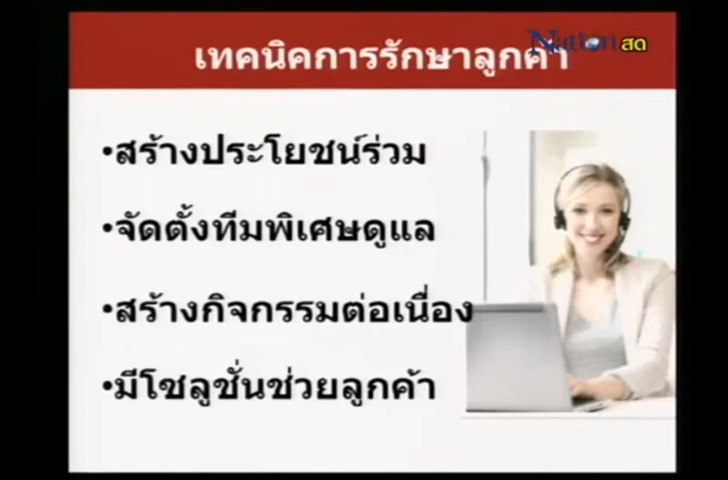 Nation สด
เทคนิคการรักษาลูกค้า
•สร้างประโยชน์ร่วม
•จัดตั้งทีมพิเศษดูแล
•สร้างกิจกรรมต่อเนื่อง
•มีโซลูชั่นช่วยลูกค้า